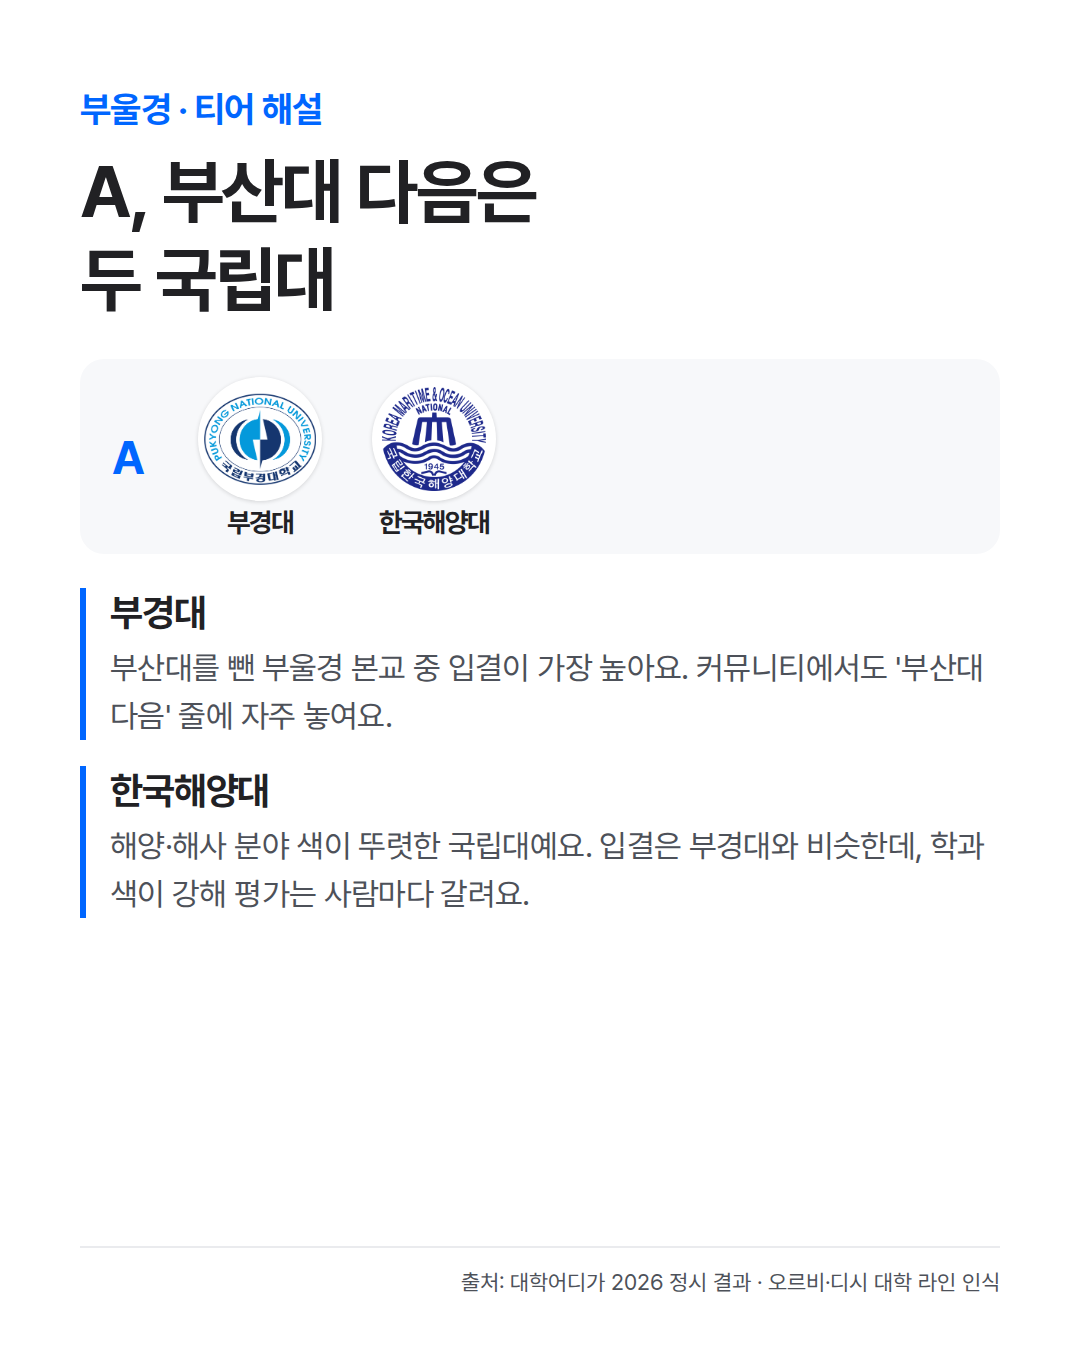 부울경 · 티어 해설
A, 부산대 다음은
두 국립대
A
PUKYONG NATIONAL UNIVERSITY
국립부경대학교
KOREA MARITIME & OCEAN UNIVERSITY
NATIONAL
1945
국립한국해양대학교
부경대
한국해양대
부경대
부산대를 뺀 부울경 본교 중 입결이 가장 높아요. 커뮤니티에서도 '부산대
다음' 줄에 자주 놓여요.
한국해양대
해양·해사 분야 색이 뚜렷한 국립대예요. 입결은 부경대와 비슷한데, 학과
색이 강해 평가는 사람마다 갈려요.
출처: 대학어디가 2026 정시 결과 · 오르비·디시 대학 라인 인식